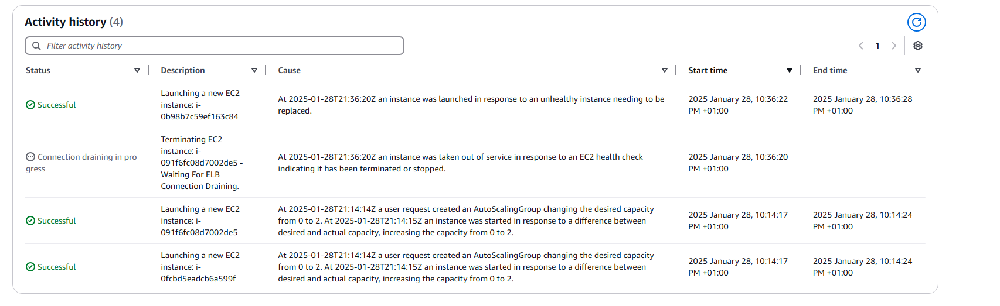 Activity history (4)
Filter activity history
1
Status Description Cause Start time End time
Successful
Launching a new EC2
instance: i-
0b98b7c59ef163c84
At 2025-01-28T21:36:20Z an instance was launched in response to an unhealthy instance needing to be
replaced.
2025 January 28, 10:36:22
PM +01:00
2025 January 28, 10:36:28
PM +01:00
Connection draining in pro
gress
Terminating EC2
instance: i-
091f6fc08d7002de5 -
Waiting For ELB
Connection Draining.
At 2025-01-28T21:36:20Z an instance was taken out of service in response to an EC2 health check
indicating it has been terminated or stopped.
2025 January 28, 10:36:20
PM +01:00
Successful
Launching a new EC2
instance: i-
091f6fc08d7002de5
At 2025-01-28T21:14:14Z a user request created an AutoScalingGroup changing the desired capacity
from 0 to 2. At 2025-01-28T21:14:15Z an instance was started in response to a difference between
desired and actual capacity, increasing the capacity from 0 to 2.
2025 January 28, 10:14:17
PM +01:00
2025 January 28, 10:14:24
PM +01:00
Successful
Launching a new EC2
instance: i-
0fcbd5eadcb6a599f
At 2025-01-28T21:14:14Z a user request created an AutoScalingGroup changing the desired capacity
from 0 to 2. At 2025-01-28T21:14:15Z an instance was started in response to a difference between
desired and actual capacity, increasing the capacity from 0 to 2.
2025 January 28, 10:14:17
PM +01:00
2025 January 28, 10:14:24
PM +01:00